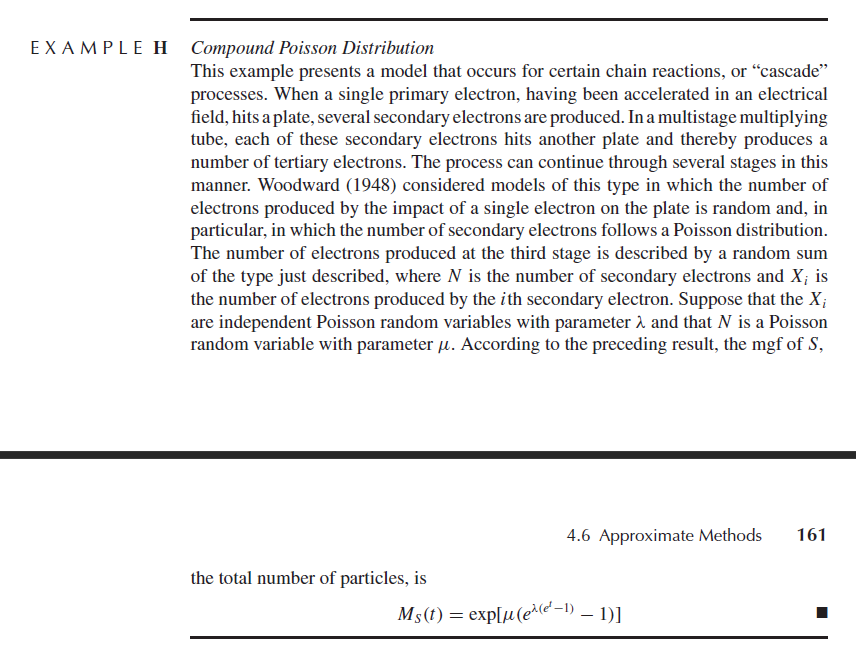 EXAMPLE H Compound Poisson Distribution
This example presents a model that occurs for certain chain reactions, or “cascade”
processes. When a single primary electron, having been accelerated in an electrical
field, hits a plate, several secondary electrons are produced. In a multistage multiplying
tube, each of these secondary electrons hits another plate and thereby produces a
number of tertiary electrons. The process can continue through several stages in this
manner. Woodward (1948) considered models of this type in which the number of
electrons produced by the impact of a single electron on the plate is random and, in
particular, in which the number of secondary electrons follows a Poisson distribution.
The number of electrons produced at the third stage is described by a random sum
of the type just described, where N is the number of secondary electrons and X_i is
the number of electrons produced by the ith secondary electron. Suppose that the X_i
are independent Poisson random variables with parameter λ and that N is a Poisson
random variable with parameter μ. According to the preceding result, the mgf of S,
4.6 Approximate Methods 161
the total number of particles, is
M_S(t) = exp[μ(e^{λ(e^t−1)} − 1)] ■